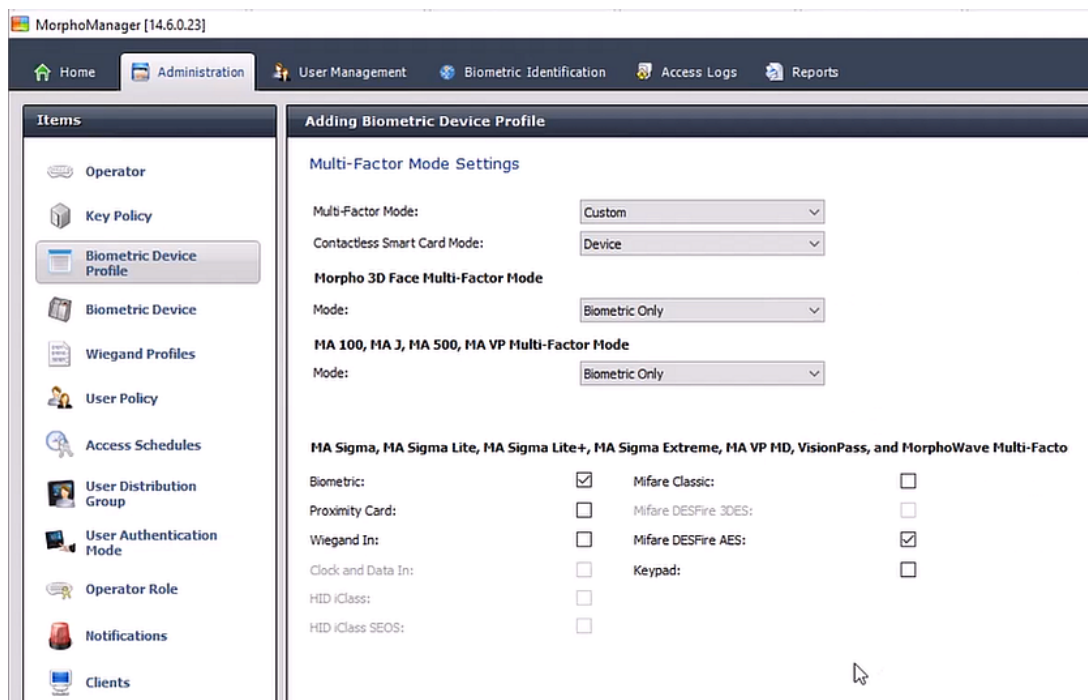 MorphoManager [14.6.0.23]
Home Administration User Management Biometric Identification Access Logs Reports
Items
Operator
Key Policy
Biometric Device
Profile
Biometric Device
Wiegand Profiles
User Policy
Access Schedules
User Distribution
Group
User Authentication
Mode
Operator Role
Notifications
Clients
Adding Biometric Device Profile
Multi-Factor Mode Settings
Multi-Factor Mode: Custom
Contactless Smart Card Mode: Device
Morpho 3D Face Multi-Factor Mode
Mode: Biometric Only
MA 100, MA J, MA 500, MA VP Multi-Factor Mode
Mode: Biometric Only
MA Sigma, MA Sigma Lite, MA Sigma Lite+, MA Sigma Extreme, MA VP MD, VisionPass, and MorphoWave Multi-Facto
Biometric: Mifare Classic:
Proximity Card: Mifare DESFire 3DES:
Wiegand In: Mifare DESFire AES:
Clock and Data In: Keypad:
HID iClass:
HID iClass SEOS: